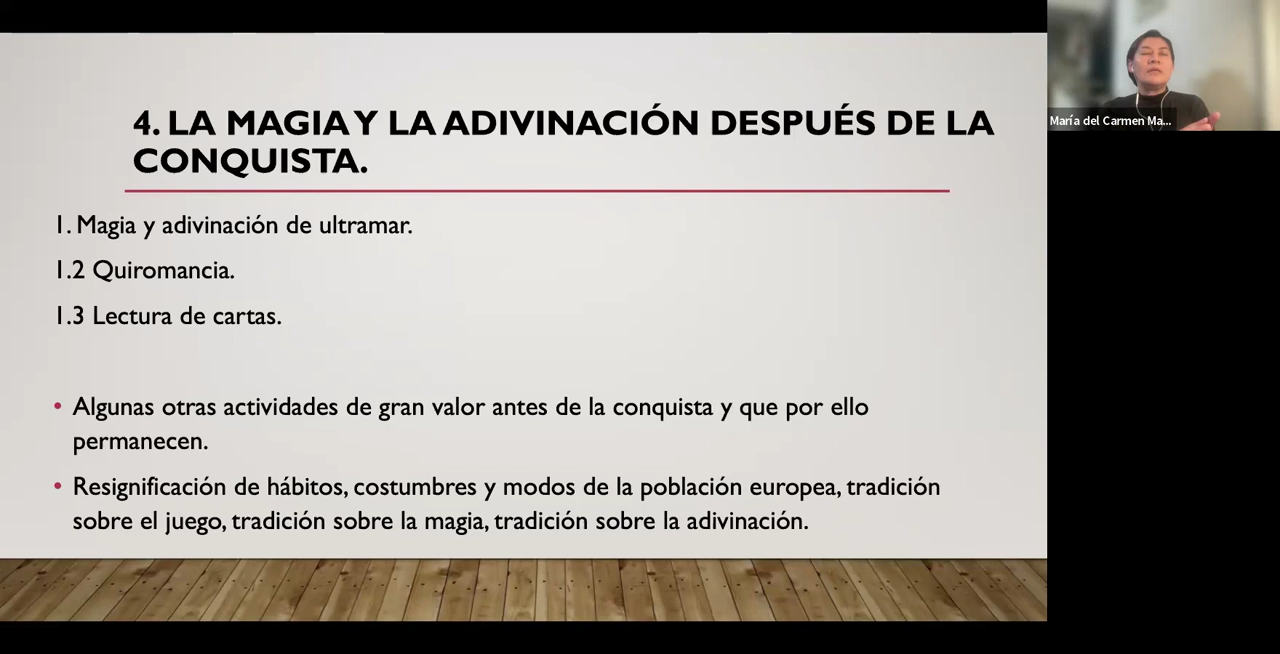 4. LA MAGIA Y LA ADIVINACIÓN DESPUÉS DE LA
CONQUISTA.
1. Magia y adivinación de ultramar.
1.2 Quiromancia.
1.3 Lectura de cartas.
• Algunas otras actividades de gran valor antes de la conquista y que por ello
permanecen.
• Resignificación de hábitos, costumbres y modos de la población europea, tradición
sobre el juego, tradición sobre la magia, tradición sobre la adivinación.
María del Carmen Ma...